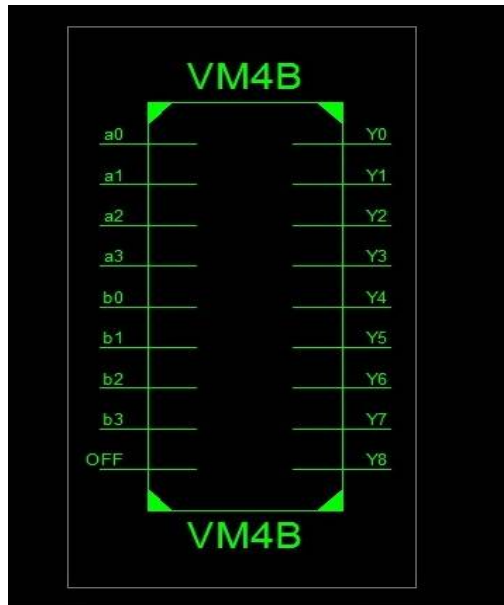 VM4B
a0 Y0
a1 Y1
a2 Y2
a3 Y3
b0 Y4
b1 Y5
b2 Y6
b3 Y7
OFF Y8
VM4B